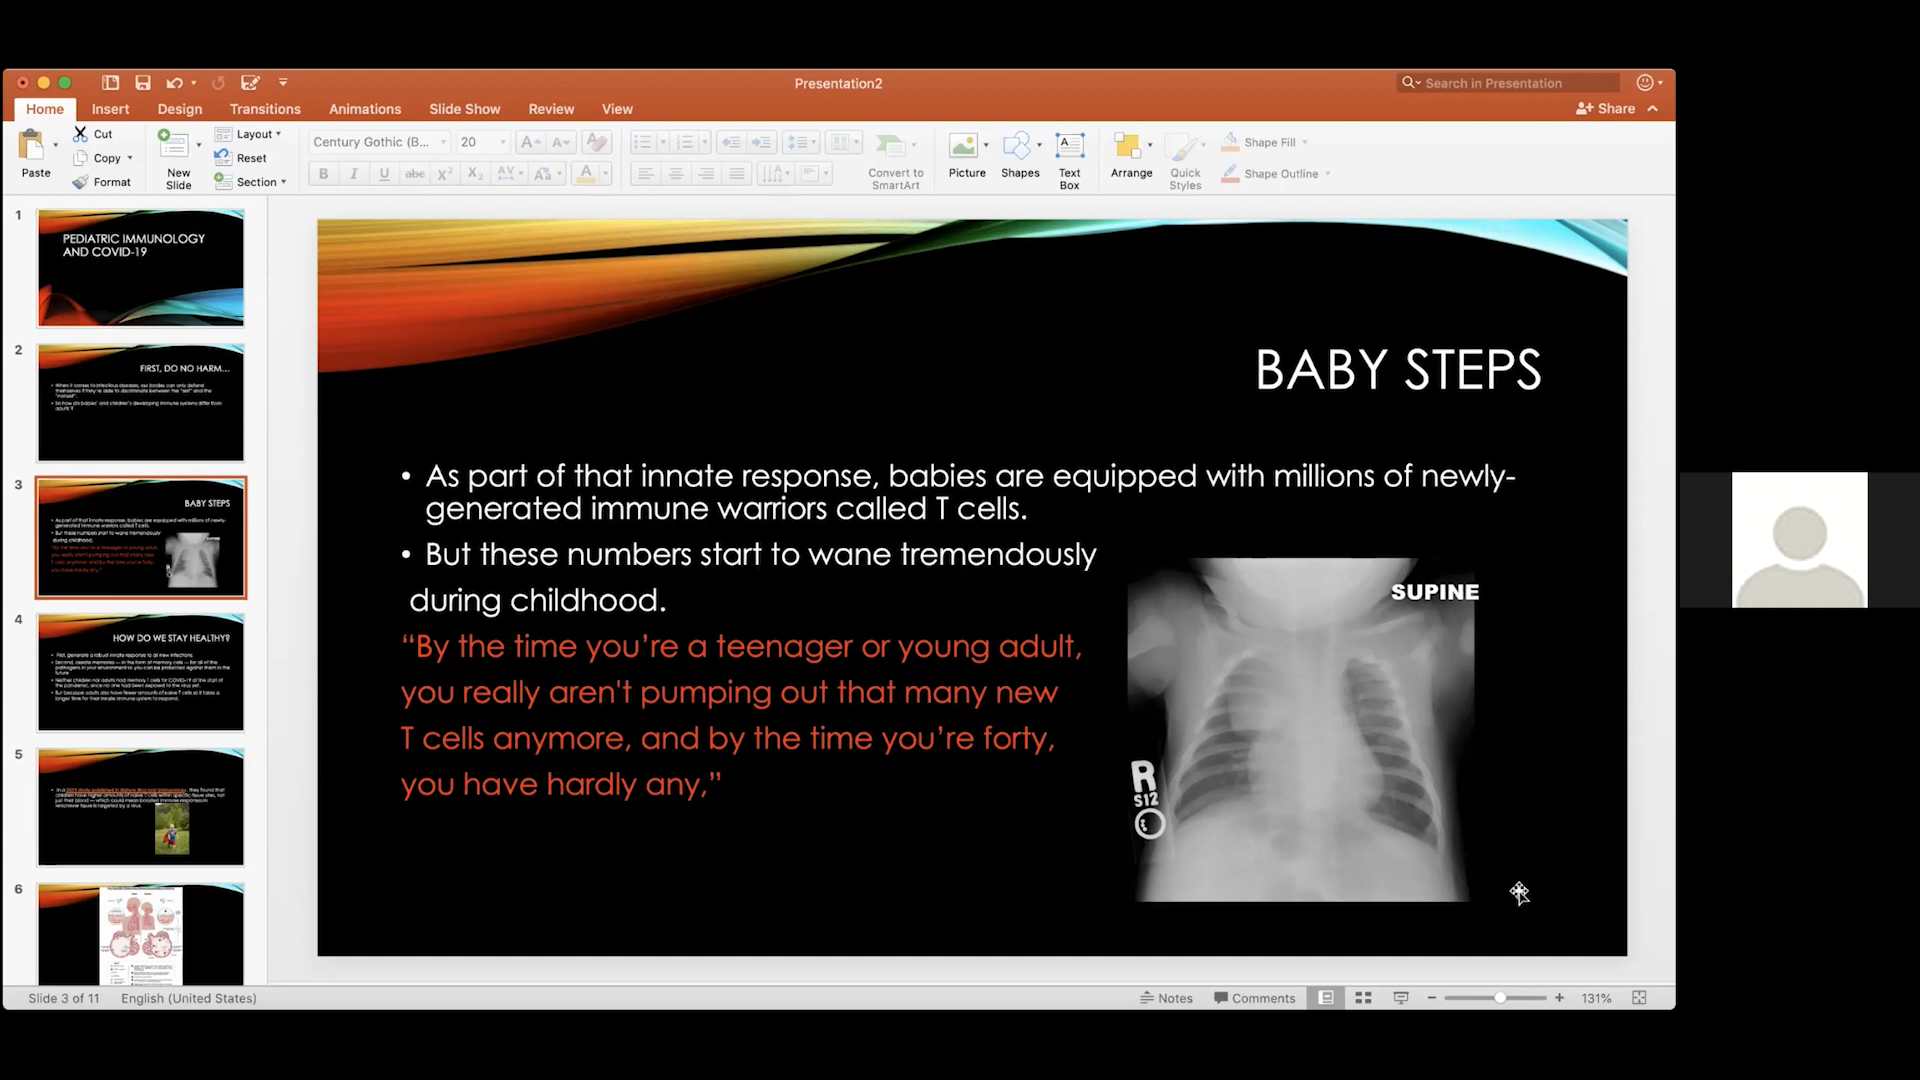 Presentation2
Search in Presentation
Home Insert Design Transitions Animations Slide Show Review View
Share
Paste
Cut
Copy
Format
New
Slide
Layout
Reset
Section
Century Gothic (B... 20
Convert to
SmartArt
Picture
Shapes
Text
Box
Arrange
Quick
Styles
Shape Fill
Shape Outline
1
PEDIATRIC IMMUNOLOGY
AND COVID-19
2
FIRST, DO NO HARM...
3
BABY STEPS
4
HOW DO WE STAY HEALTHY?
5
6
BABY STEPS
• As part of that innate response, babies are equipped with millions of newly-
generated immune warriors called T cells.
• But these numbers start to wane tremendously
during childhood.
“By the time you’re a teenager or young adult,
you really aren't pumping out that many new
T cells anymore, and by the time you’re forty,
you have hardly any,”
SUPINE
R
S12
Slide 3 of 11 English (United States)
Notes Comments 131%